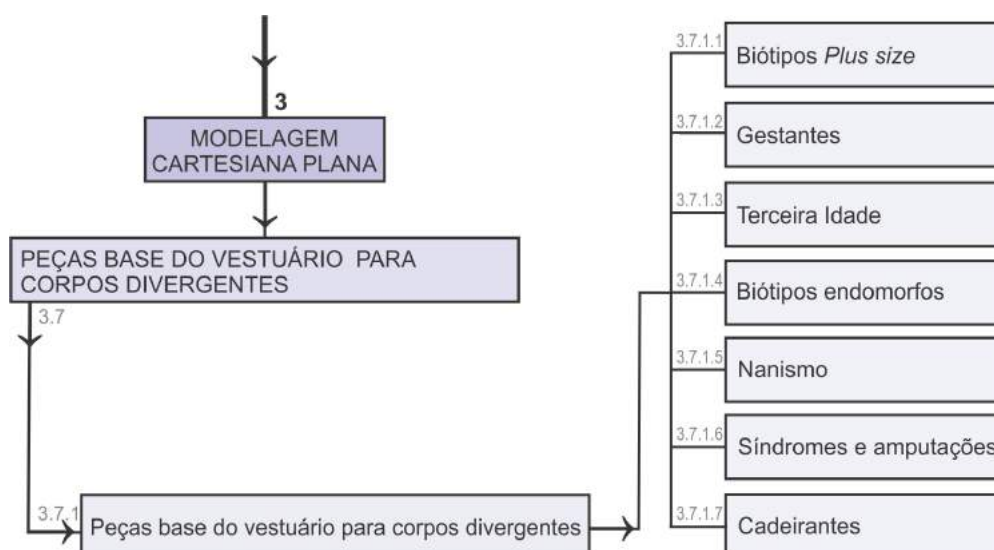 3
MODELAGEM
CARTESIANA PLANA
PEÇAS BASE DO VESTUÁRIO PARA
CORPOS DIVERGENTES
3.7
3.7.1
Peças base do vestuário para corpos divergentes
3.7.1.1
Biótipos Plus size
3.7.1.2
Gestantes
3.7.1.3
Terceira Idade
3.7.1.4
Biótipos endomorfos
3.7.1.5
Nanismo
3.7.1.6
Síndromes e amputações
3.7.1.7
Cadeirantes